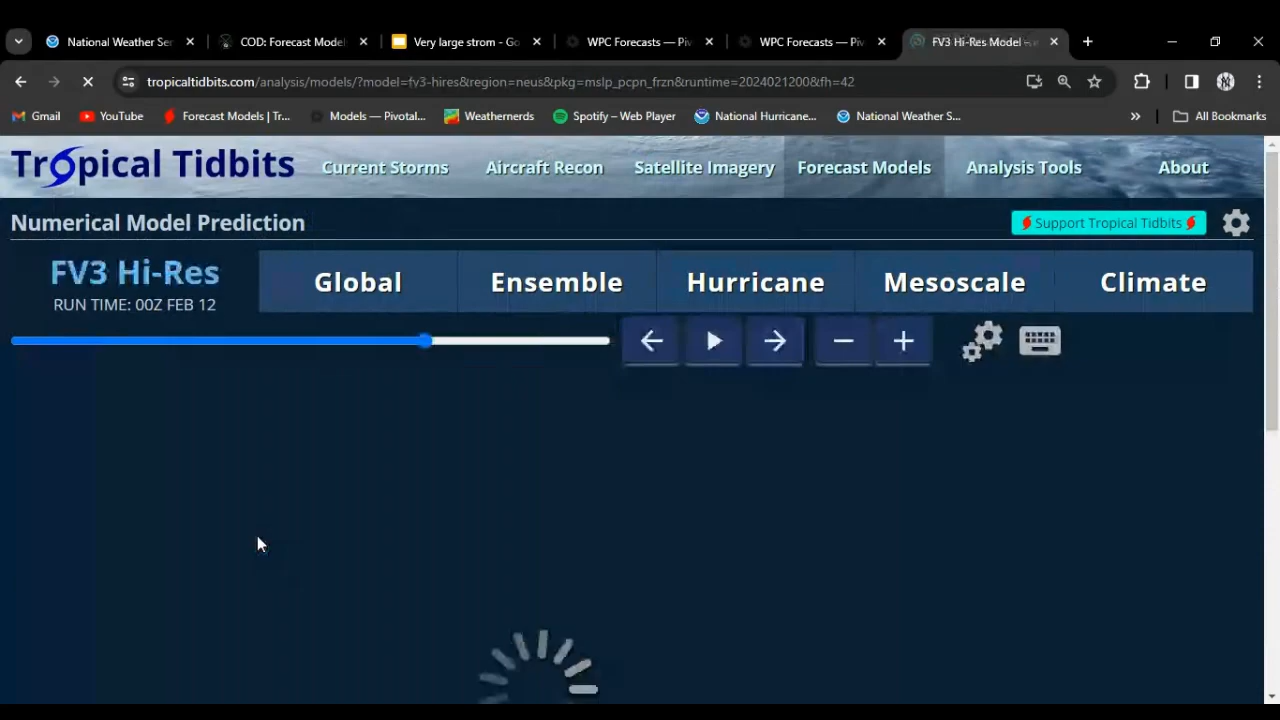 National Weather Ser
COD: Forecast Model
Very large strom - Go
WPC Forecasts — Piv
WPC Forecasts — Piv
FV3 Hi-Res Model –
tropicaltidbits.com/analysis/models/?model=fv3-hires&region=neus&pkg=mslp_pcpn_frzn&runtime=2024021200&fh=42
Gmail
YouTube
Forecast Models | Tr...
Models — Pivotal...
Weathernerds
Spotify – Web Player
National Hurricane...
National Weather S...
All Bookmarks
Tropical Tidbits
Current Storms
Aircraft Recon
Satellite Imagery
Forecast Models
Analysis Tools
About
Numerical Model Prediction
Support Tropical Tidbits
FV3 Hi-Res
RUN TIME: 00Z FEB 12
Global
Ensemble
Hurricane
Mesoscale
Climate